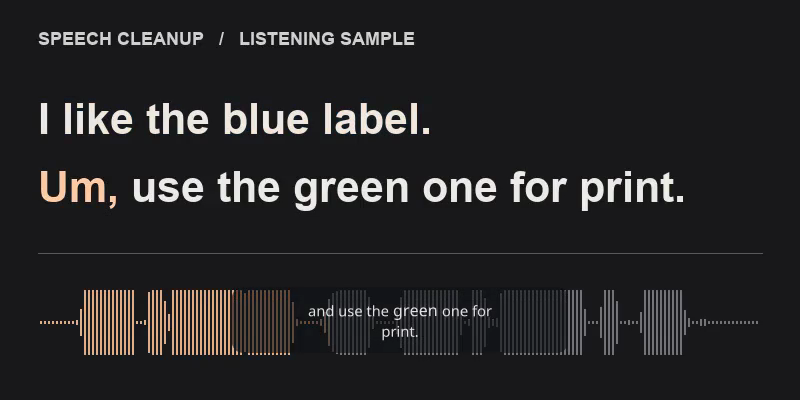 SPEECH CLEANUP / LISTENING SAMPLE
I like the blue label.
Um, use the green one for print.
and use the green one for
print.